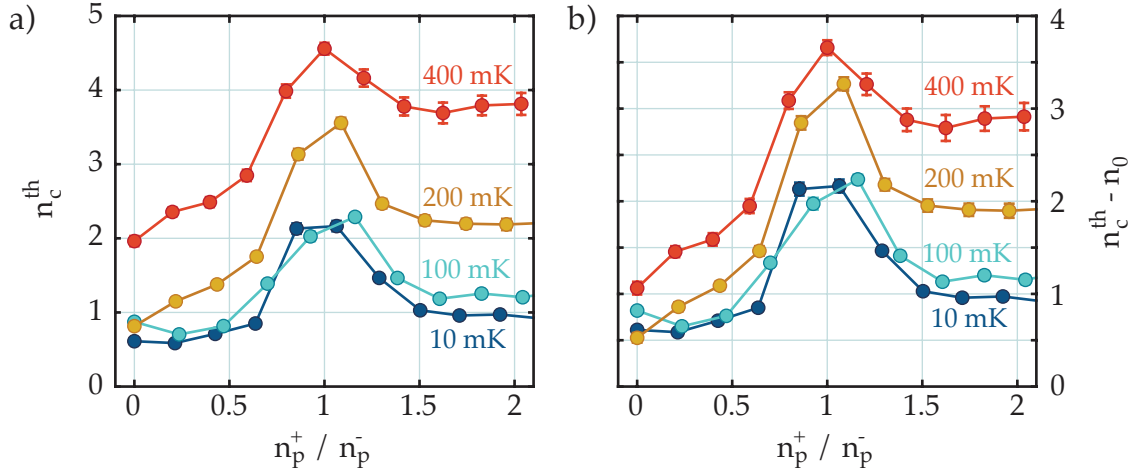 a)
5
4
3
2
1
0
n_c^th
400 mK
200 mK
100 mK
10 mK
0 0.5 1 1.5 2
n_p^+ / n_p^-
b)
4
3
2
1
0
n_c^th - n_0
400 mK
200 mK
100 mK
10 mK
0 0.5 1 1.5 2
n_p^+ / n_p^-